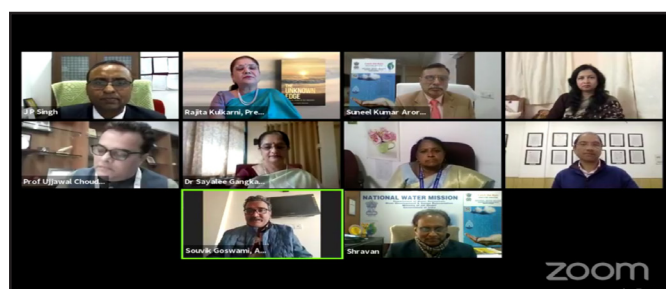 J P Singh
Rajita Kulkarni, Pre...
THE UNKNOWN EDGE
Suneel Kumar Aror...
Prof Ujjawal Choud...
Dr Sayalee Gangka...
Souvik Goswami, A...
NATIONAL WATER MISSION
Shravan
zoom